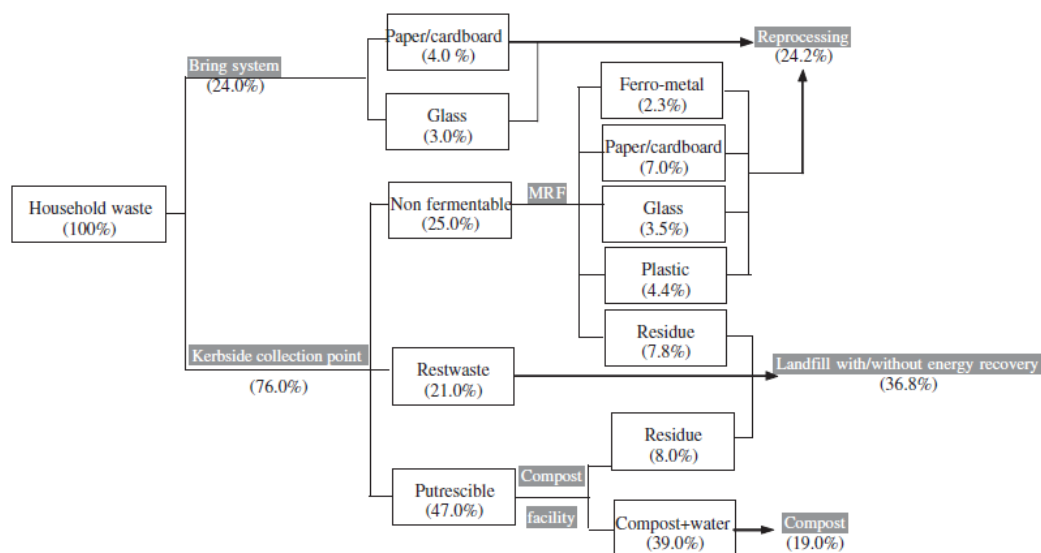 Paper/cardboard
(4.0 %)
Reprocessing
(24.2%)
Bring system
(24.0%)
Ferro-metal
(2.3%)
Glass
(3.0%)
Paper/cardboard
(7.0%)
Household waste
(100%)
Non fermentable
(25.0%)
MRF
Glass
(3.5%)
Plastic
(4.4%)
Kerbside collection point
(76.0%)
Residue
(7.8%)
Restwaste
(21.0%)
Landfill with/without energy recovery
(36.8%)
Residue
(8.0%)
Putrescible
(47.0%)
Compost
facility
Compost+water
(39.0%)
Compost
(19.0%)